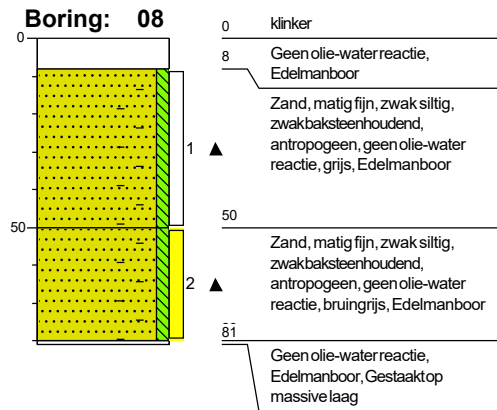 Boring: 08
0
50
1
2
0 klinker
8 Geen olie-water reactie,
Edelmanboor
Zand, matig fijn, zwak siltig,
zwak baksteenhoudend,
antropogeen, geen olie-water
reactie, grijs, Edelmanboor
50
Zand, matig fijn, zwak siltig,
zwak baksteenhoudend,
antropogeen, geen olie-water
reactie, bruingrijs, Edelmanboor
81
Geen olie-water reactie,
Edelmanboor, Gestaakt op
massive laag